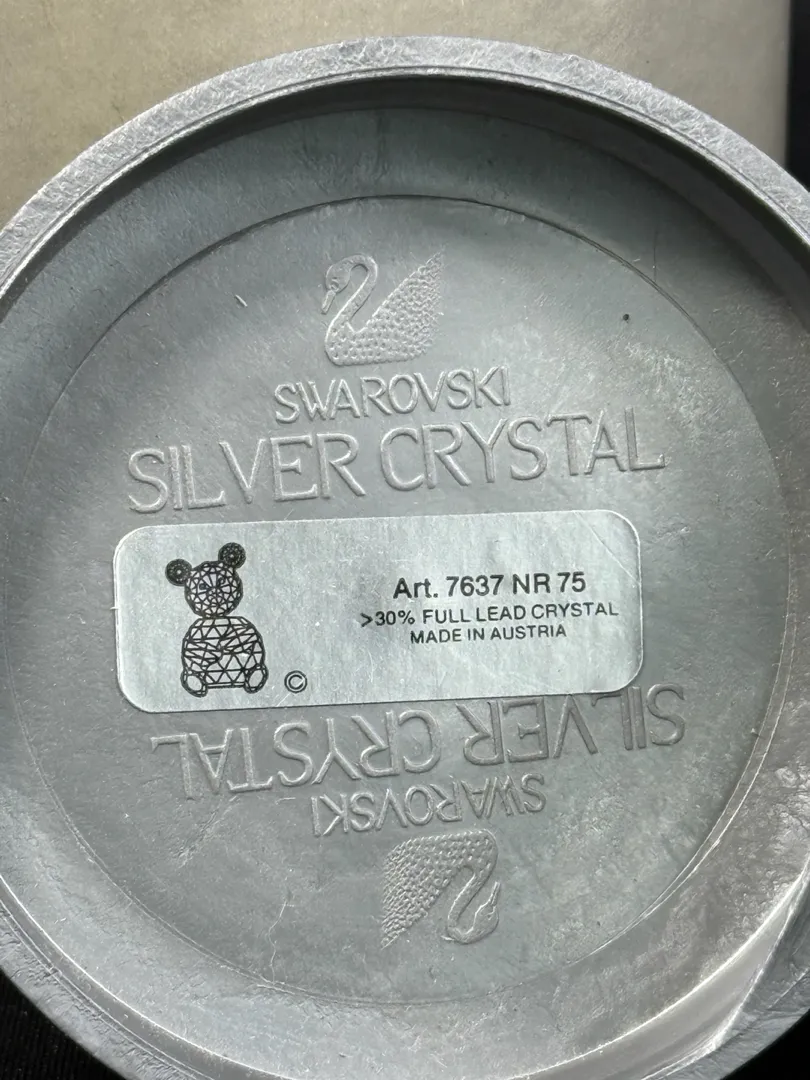 SWAROVSKI
SILVER CRYSTAL
Art. 7637 NR 75
>30% FULL LEAD CRYSTAL
MADE IN AUSTRIA
©
SILVER CRYSTAL
SWAROVSKI